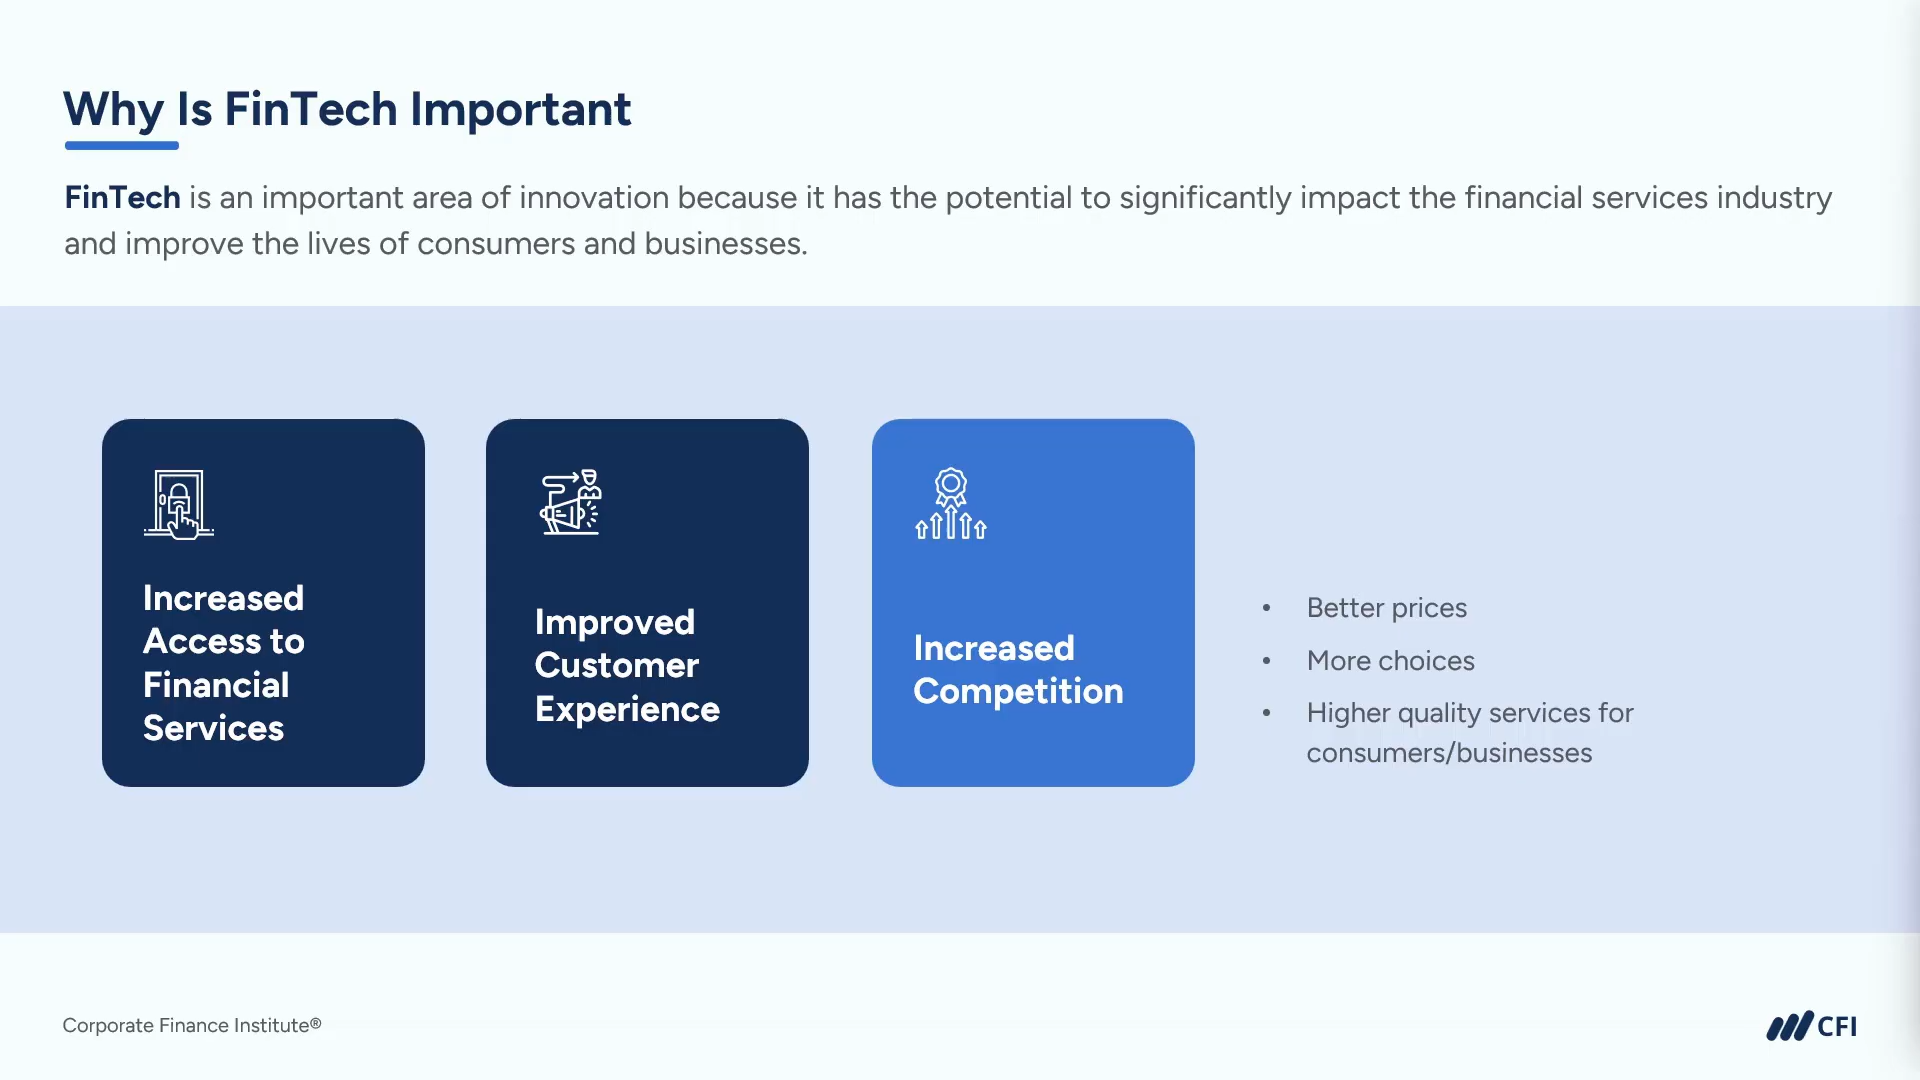 Why Is FinTech Important
FinTech is an important area of innovation because it has the potential to significantly impact the financial services industry
and improve the lives of consumers and businesses.
Increased
Access to
Financial
Services
Improved
Customer
Experience
Increased
Competition
• Better prices
• More choices
• Higher quality services for
consumers/businesses
Corporate Finance Institute®
CFI